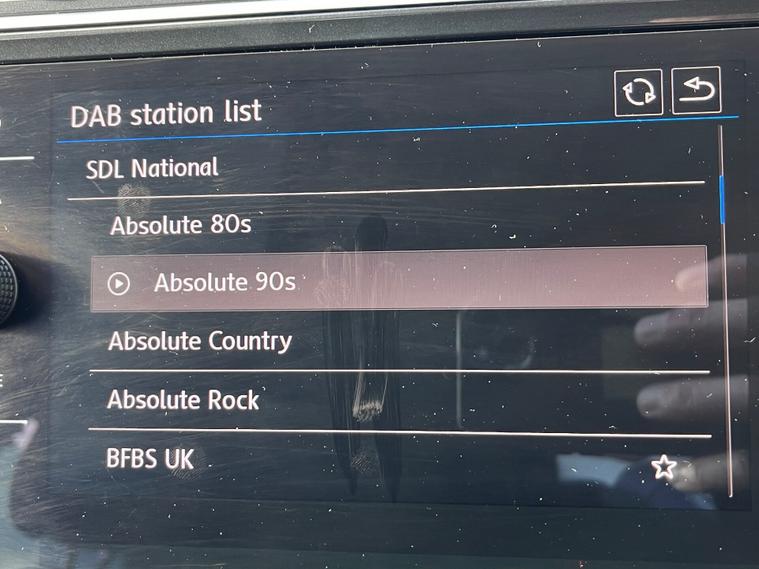 DAB station list
SDL National
Absolute 80s
Absolute 90s
Absolute Country
Absolute Rock
BFBS UK